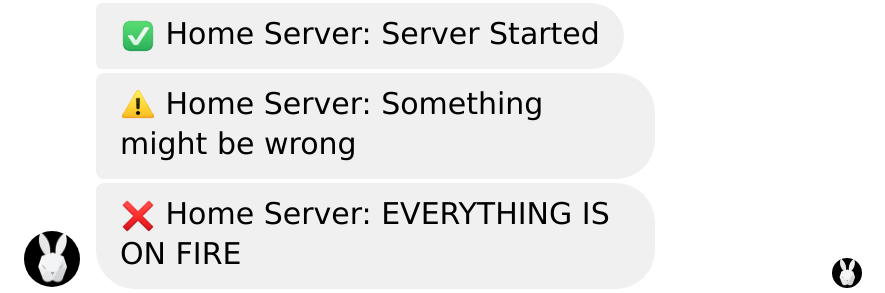 ✅ Home Server: Server Started
⚠️ Home Server: Something
might be wrong
❌ Home Server: EVERYTHING IS
ON FIRE